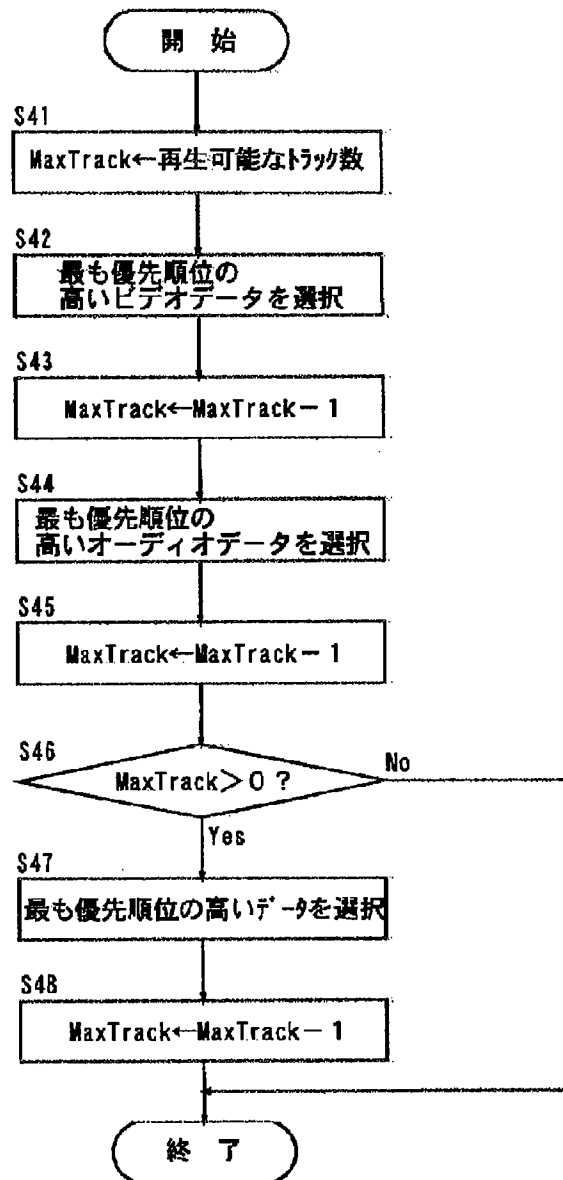 開 始
S41
MaxTrack←再生可能なトラック数
S42
最も優先順位の
高いビデオデータを選択
S43
MaxTrack←MaxTrack－1
S44
最も優先順位の
高いオーディオデータを選択
S45
MaxTrack←MaxTrack－1
S46
MaxTrack＞0？
No
Yes
S47
最も優先順位の高いデータを選択
S48
MaxTrack←MaxTrack－1
終 了